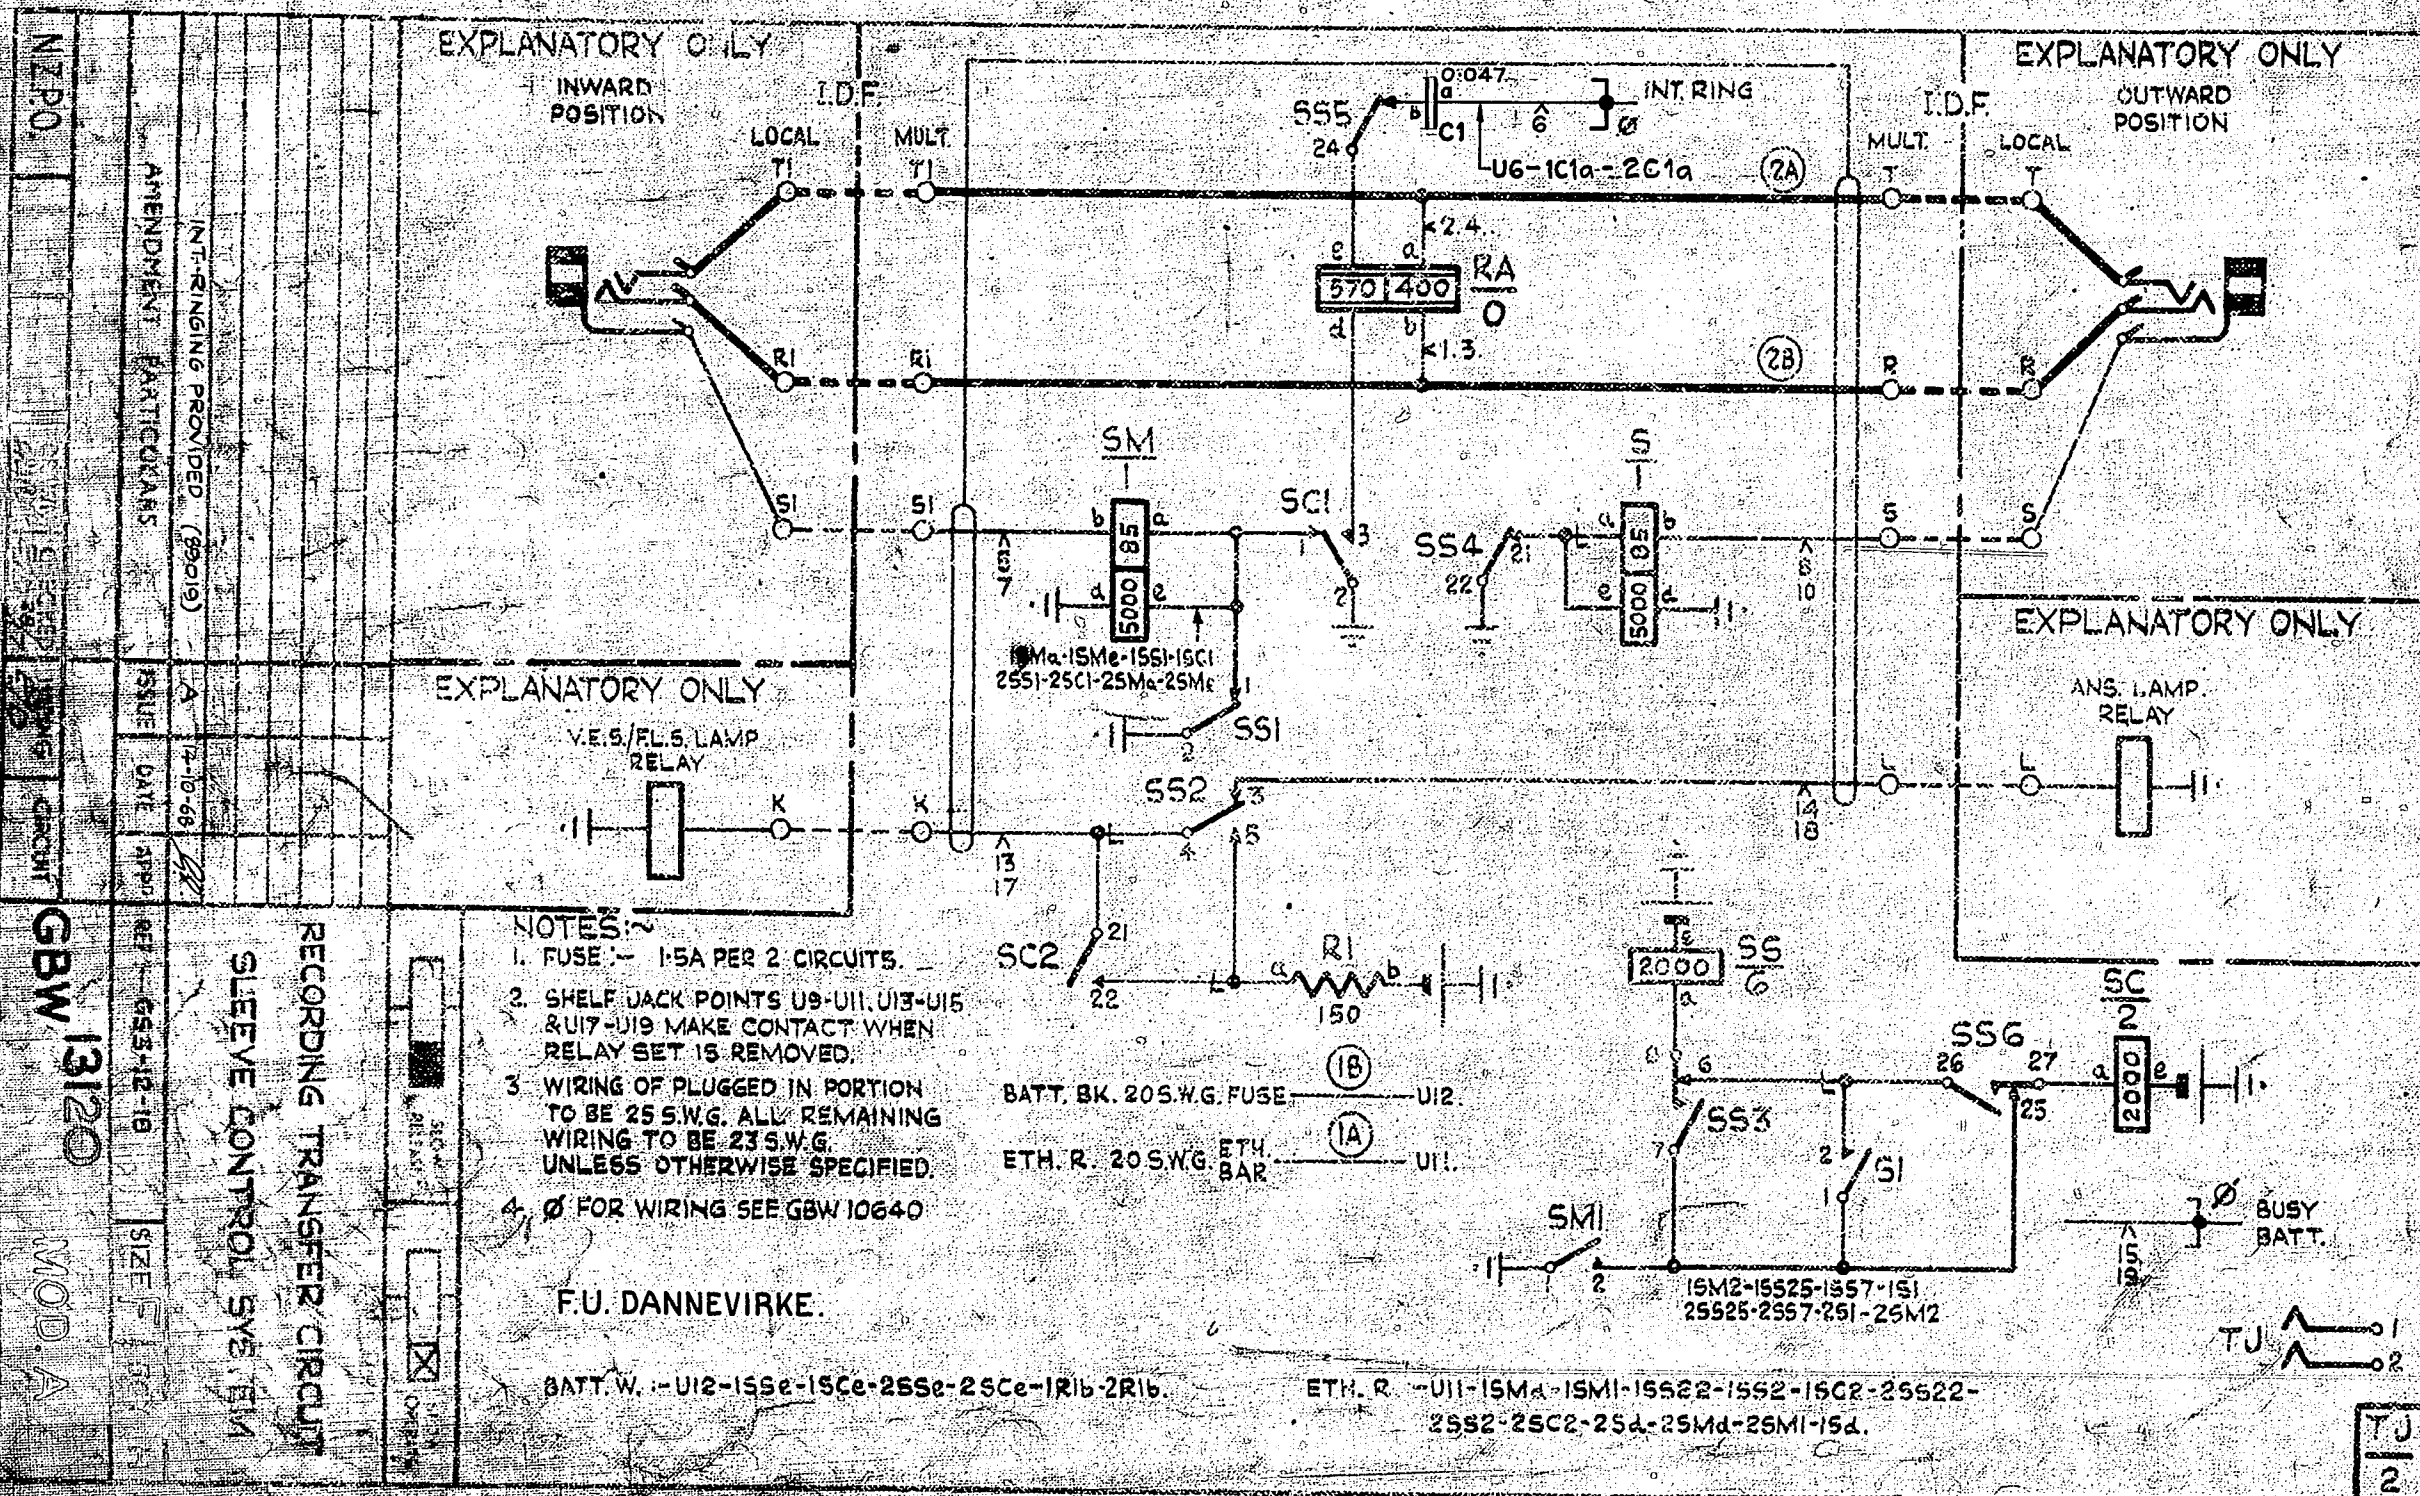 N.Z.P.O.
AMENDMENT PARTICULARS
ISSUE
DATE
APPD
REF:- GS3-12-18
SIZE
INT-RINGING PROVIDED (89019)
A
14-10-68
CIRCUIT
GBW 13120
MOD. A
RECORDING TRANSFER CIRCUIT
SLEEVE CONTROL SYSTEM
EXPLANATORY ONLY
INWARD
POSITION
I.D.F.
LOCAL
MULT.
T1
T1
R1
R1
S1
S1
EXPLANATORY ONLY
V.E.S./F.L.S. LAMP
RELAY
K
K
13
17
SS5
24
0.047
a
b
C1
6
INT. RING
Ø
U6-1C1a-2C1a
2A
2.4.
e
a
570
400
RA
0
d
b
1.3.
2B
SM
1
b
85
a
d
5000
e
7
1SMa-1SMe-1SS1-1SC1
2SS1-2SC1-2SMa-2SMe
SC1
1
3
2
SS4
21
22
S
1
a
85
b
e
5000
d
10
1
SS1
2
SS2
3
4
5
L
14
18
SC2
21
22
L
a
R1
b
150
e
2000
SS
6
a
8
6
SS3
7
L
2
S1
1
SS6
26
27
25
SC
2
a
2000
e
SM1
1
2
1SM2-1SS25-1SS7-1S1
2SS25-2SS7-2S1-2SM2
Ø
BUSY
BATT.
15
19
TJ
1
2
TJ
2
EXPLANATORY ONLY
OUTWARD
POSITION
I.D.F.
MULT.
LOCAL
T
T
R
R
S
S
EXPLANATORY ONLY
ANS. LAMP.
RELAY
L
L
NOTES:~
1. FUSE :- 1.5A PER 2 CIRCUITS.
2. SHELF JACK POINTS U9-U11, U13-U15
& U17-U19 MAKE CONTACT WHEN
RELAY SET IS REMOVED.
3 WIRING OF PLUGGED IN PORTION
TO BE 25 S.W.G. ALL REMAINING
WIRING TO BE 23 S.W.G.
UNLESS OTHERWISE SPECIFIED.
4. Ø FOR WIRING SEE GBW 10640
F.U. DANNEVIRKE.
BATT. BK. 20 S.W.G. FUSE
1B
U12.
ETH. R. 20 S.W.G. ETH.
BAR
1A
U11.
BATT. W. :-U12-1SSe-1SCe-2SSe-2SCe-1R1b-2R1b.
ETH. R -U11-1SMd-1SM1-1SS22-1SS2-1SC2-2SS22-
2SS2-2SC2-2Sd-2SMd-2SM1-1Sd.